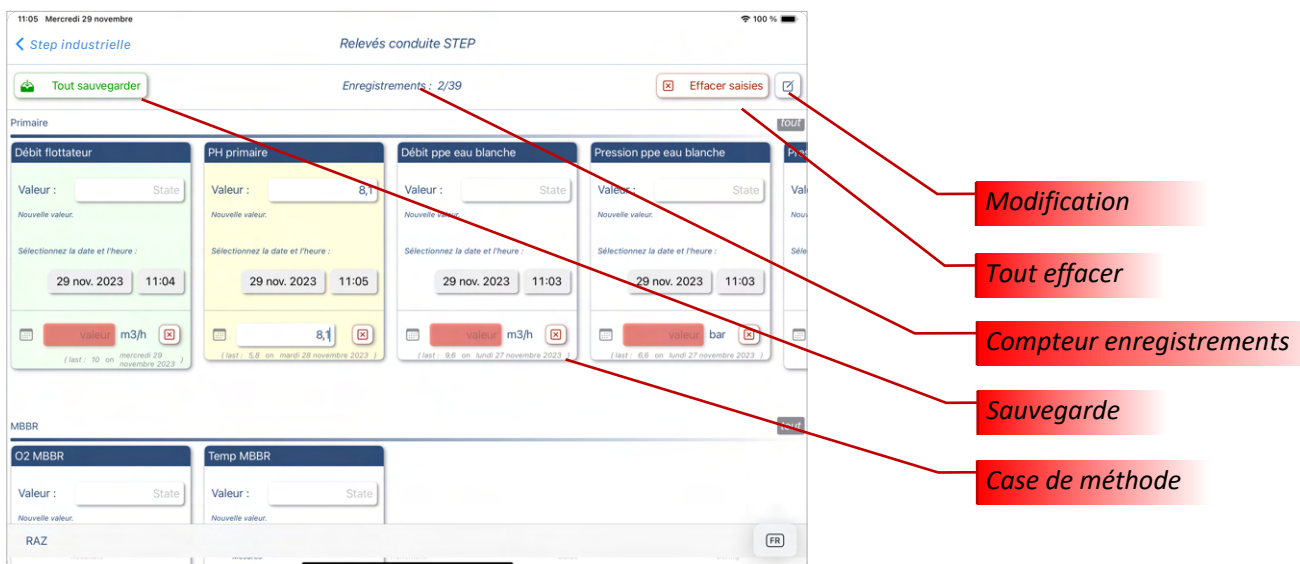 11:05 Mercredi 29 novembre 100 %
Step industrielle Relevés conduite STEP
Tout sauvegarder Enregistrements : 2/39 Effacer saisies
Primaire tout
Débit flottateur PH primaire Débit ppe eau blanche Pression ppe eau blanche
Valeur : State Valeur : 8,1 Valeur : State Valeur : State
Nouvelle valeur. Nouvelle valeur. Nouvelle valeur. Nouvelle valeur.
Sélectionnez la date et l'heure : Sélectionnez la date et l'heure : Sélectionnez la date et l'heure : Sélectionnez la date et l'heure :
29 nov. 2023 11:04 29 nov. 2023 11:05 29 nov. 2023 11:03 29 nov. 2023 11:03
valeur m3/h 8,1 valeur m3/h valeur bar
( last : 10 on mercredi 29 novembre 2023 ) ( last : 5,8 on mardi 28 novembre 2023 ) ( last : 9,6 on lundi 27 novembre 2023 ) ( last : 6,6 on lundi 27 novembre 2023 )
MBBR tout
O2 MBBR Temp MBBR
Valeur : State Valeur : State
Nouvelle valeur. Nouvelle valeur.
RAZ FR
Modification
Tout effacer
Compteur enregistrements
Sauvegarde
Case de méthode